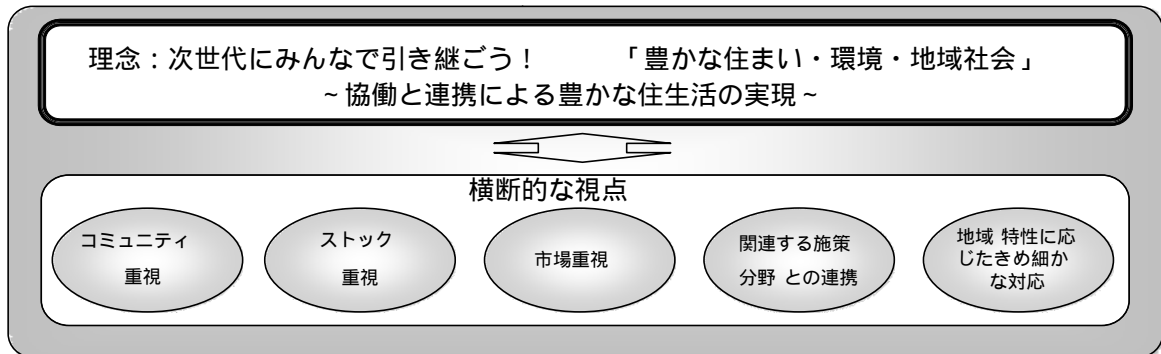 理念：次世代にみんなで引き継ごう！　　「豊かな住まい・環境・地域社会」
~協働と連携による豊かな住生活の実現~
横断的な視点
コミュニティ
重視
ストック
重視
市場重視
関連する施策
分野 との連携
地域 特性に応
じたきめ細か
な対応